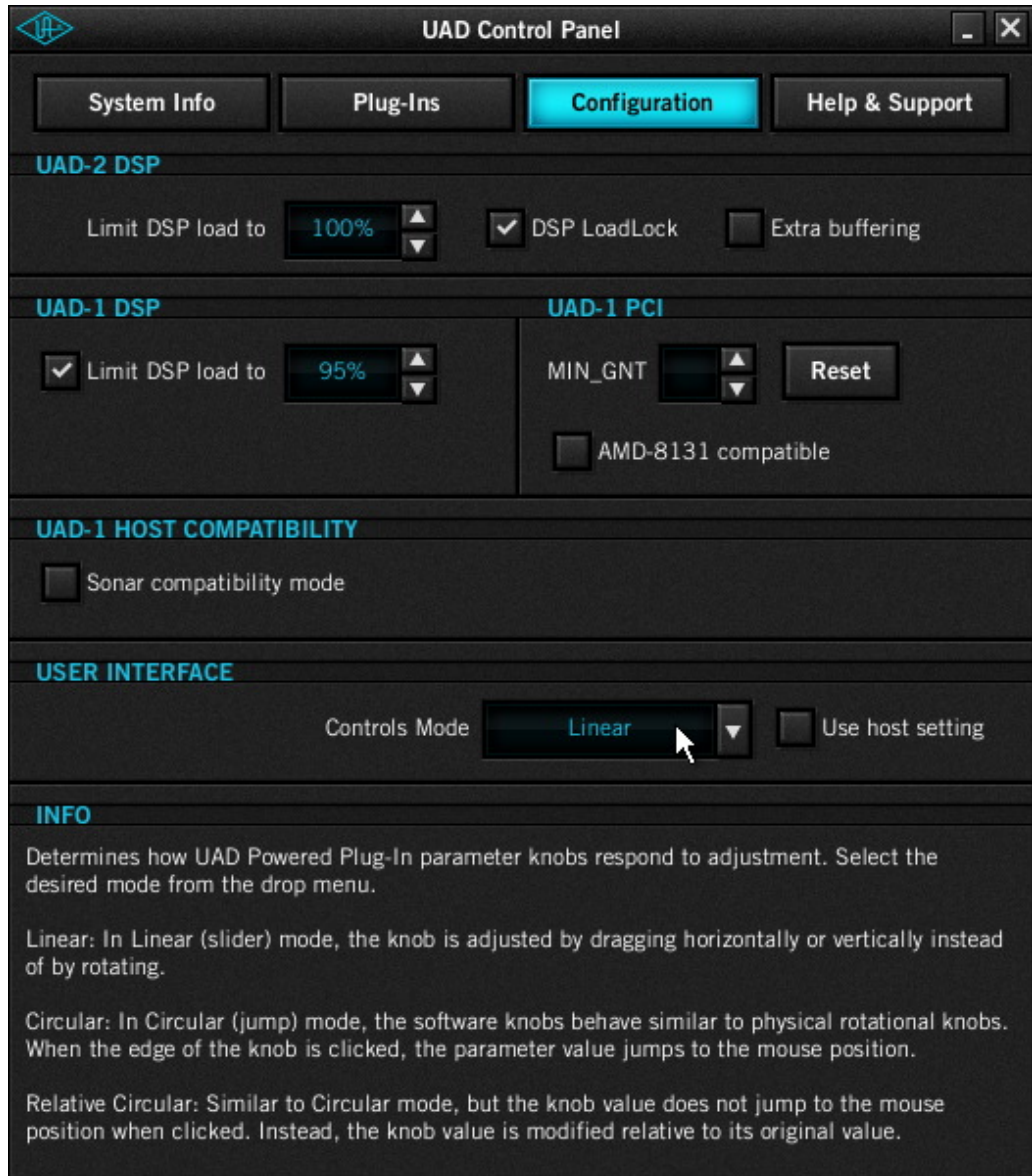 UAD Control Panel
System Info Plug-Ins Configuration Help & Support
UAD-2 DSP
Limit DSP load to 100% DSP LoadLock Extra buffering
UAD-1 DSP UAD-1 PCI
Limit DSP load to 95% MIN_GNT Reset
AMD-8131 compatible
UAD-1 HOST COMPATIBILITY
Sonar compatibility mode
USER INTERFACE
Controls Mode Linear Use host setting
INFO
Determines how UAD Powered Plug-In parameter knobs respond to adjustment. Select the
desired mode from the drop menu.
Linear: In Linear (slider) mode, the knob is adjusted by dragging horizontally or vertically instead
of by rotating.
Circular: In Circular (jump) mode, the software knobs behave similar to physical rotational knobs.
When the edge of the knob is clicked, the parameter value jumps to the mouse position.
Relative Circular: Similar to Circular mode, but the knob value does not jump to the mouse
position when clicked. Instead, the knob value is modified relative to its original value.